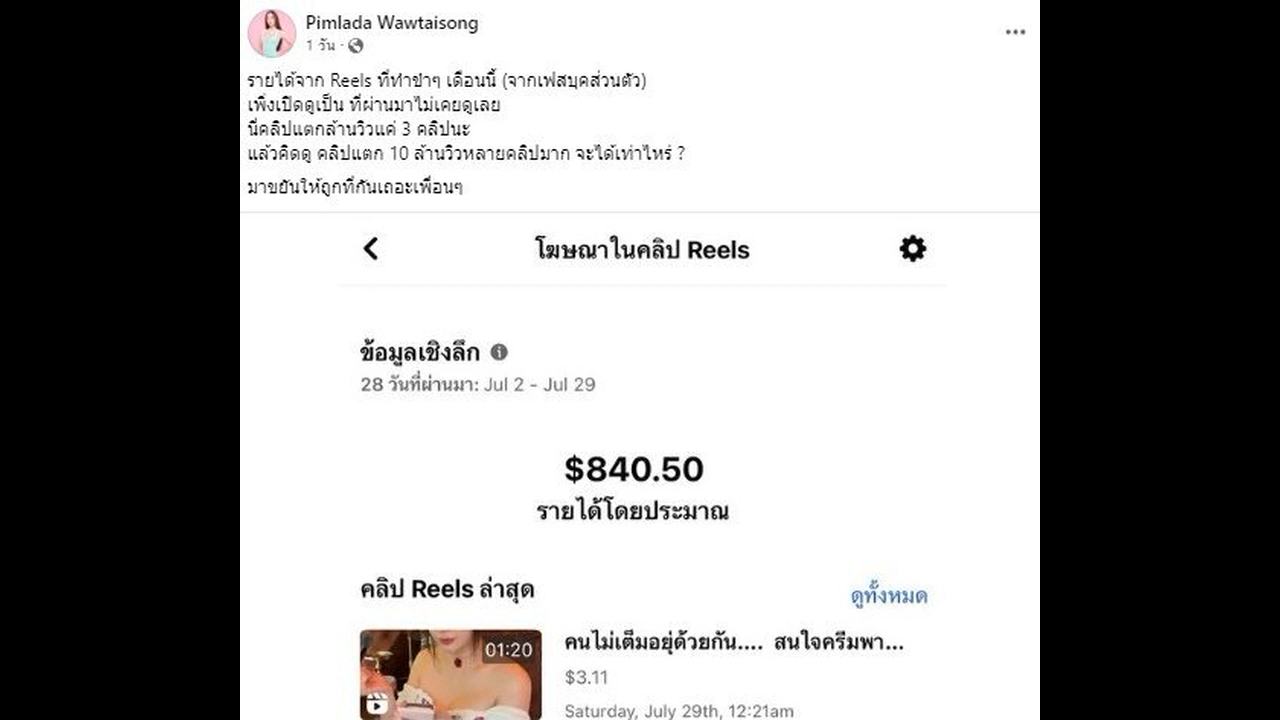 Pimlada Wawtaisong
1 วัน ·
รายได้จาก Reels ที่ทำขำๆ เดือนนี้ (จากเฟสบุคส่วนตัว)
เพิ่งเปิดดูเป็น ที่ผ่านมาไม่เคยดูเลย
นี่คลิปแตกล้านวิวแค่ 3 คลิปนะ
แล้วคิดดู คลิปแตก 10 ล้านวิวหลายคลิปมาก จะได้เท่าไหร่ ?
มาขยันให้ถูกที่กันเถอะเพื่อนๆ
โฆษณาในคลิป Reels
ข้อมูลเชิงลึก
28 วันที่ผ่านมา: Jul 2 - Jul 29
$840.50
รายได้โดยประมาณ
คลิป Reels ล่าสุด
ดูทั้งหมด
01:20
คนไม่เต็มอยู่ด้วยกัน.... สนใจครีมพา...
$3.11
Saturday, July 29th, 12:21am